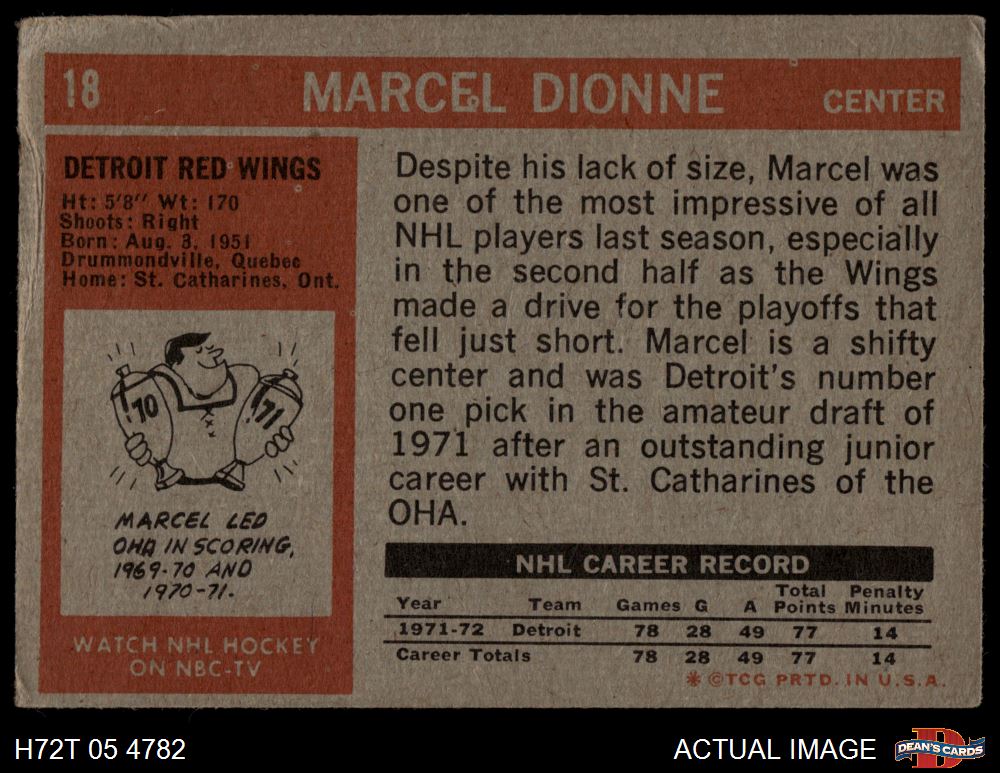 18 MARCEL DIONNE CENTER
DETROIT RED WINGS
Ht: 5'8" Wt: 170
Shoots: Right
Born: Aug. 3, 1951
Drummondville, Quebec
Home: St. Catharines, Ont.
'70 '71
MARCEL LED
OHA IN SCORING,
1969-70 AND
1970-71.
WATCH NHL HOCKEY
ON NBC-TV
Despite his lack of size, Marcel was
one of the most impressive of all
NHL players last season, especially
in the second half as the Wings
made a drive for the playoffs that
fell just short. Marcel is a shifty
center and was Detroit's number
one pick in the amateur draft of
1971 after an outstanding junior
career with St. Catharines of the
OHA.
NHL CAREER RECORD
Year Team Games G A Total Points Penalty Minutes
1971-72 Detroit 78 28 49 77 14
Career Totals 78 28 49 77 14
* ©TCG PRTD. IN U.S.A.
H72T 05 4782 ACTUAL IMAGE DEAN'S CARDS